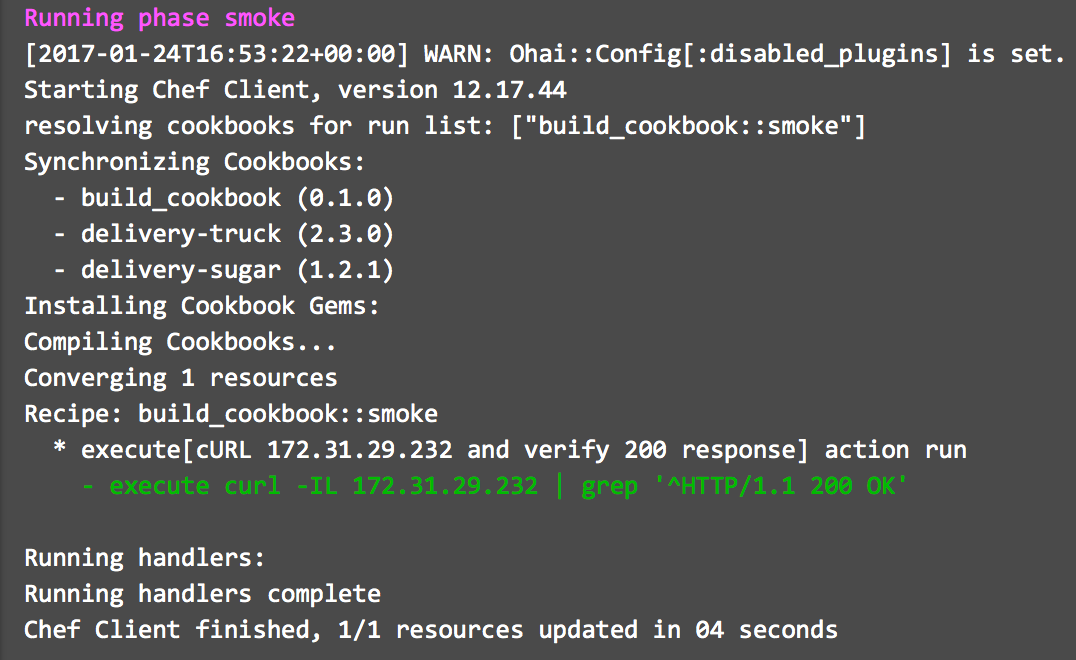 Running phase smoke
[2017-01-24T16:53:22+00:00] WARN: Ohai::Config[:disabled_plugins] is set.
Starting Chef Client, version 12.17.44
resolving cookbooks for run list: ["build_cookbook::smoke"]
Synchronizing Cookbooks:
  - build_cookbook (0.1.0)
  - delivery-truck (2.3.0)
  - delivery-sugar (1.2.1)
Installing Cookbook Gems:
Compiling Cookbooks...
Converging 1 resources
Recipe: build_cookbook::smoke
  * execute[cURL 172.31.29.232 and verify 200 response] action run
    - execute curl -IL 172.31.29.232 | grep '^HTTP/1.1 200 OK'
Running handlers:
Running handlers complete
Chef Client finished, 1/1 resources updated in 04 seconds